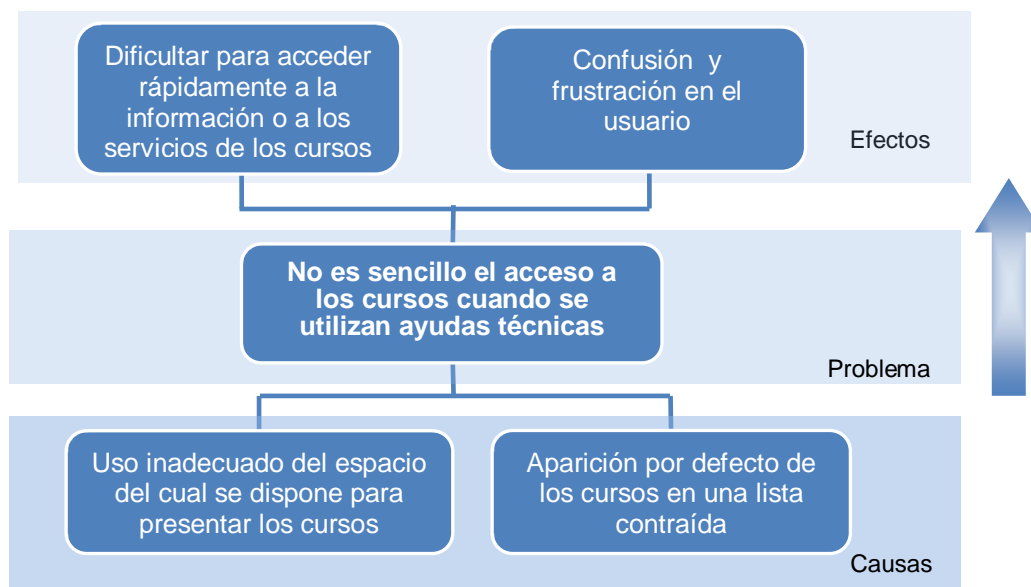 Dificultar para acceder
rápidamente a la
información o a los
servicios de los cursos
Confusión y
frustración en el
usuario
Efectos
No es sencillo el acceso a
los cursos cuando se
utilizan ayudas técnicas
Problema
Uso inadecuado del espacio
del cual se dispone para
presentar los cursos
Aparición por defecto de
los cursos en una lista
contraída
Causas